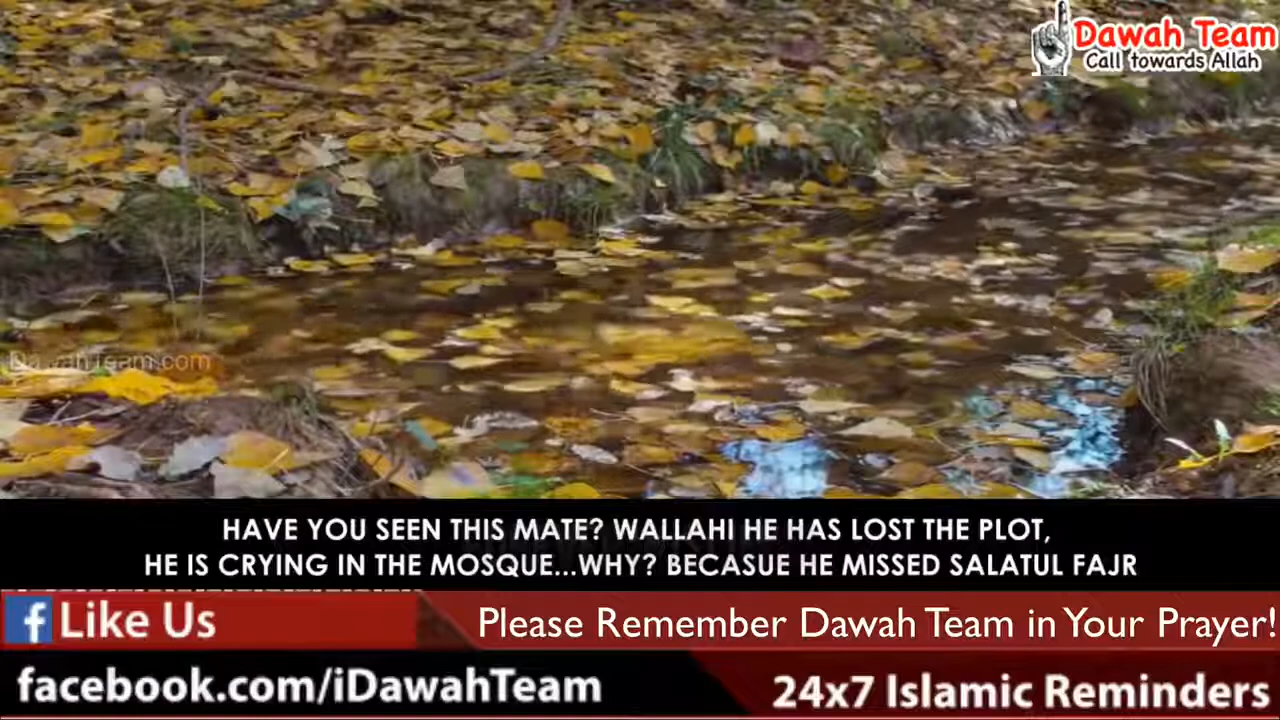 Dawah Team
Call towards Allah
DawahTeam.com
HAVE YOU SEEN THIS MATE? WALLAHI HE HAS LOST THE PLOT,
HE IS CRYING IN THE MOSQUE...WHY? BECASUE HE MISSED SALATUL FAJR
f Like Us
Please Remember Dawah Team in Your Prayer!
facebook.com/iDawahTeam
24x7 Islamic Reminders